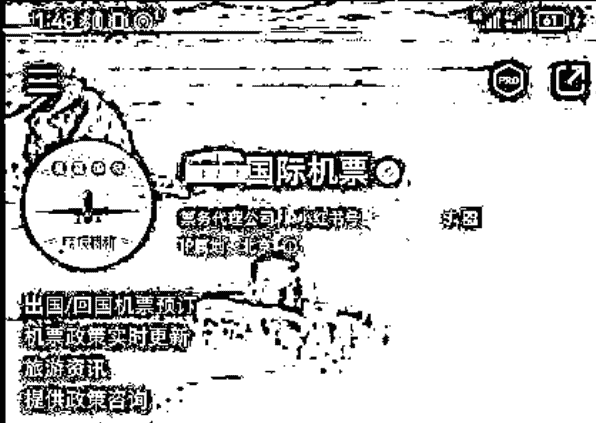 1:48 61
PRO
国际机票
票务代理公司 小红书号
IP属地：北京
出国/回国机票预订
机票政策实时更新
旅游资讯
提供政策咨询